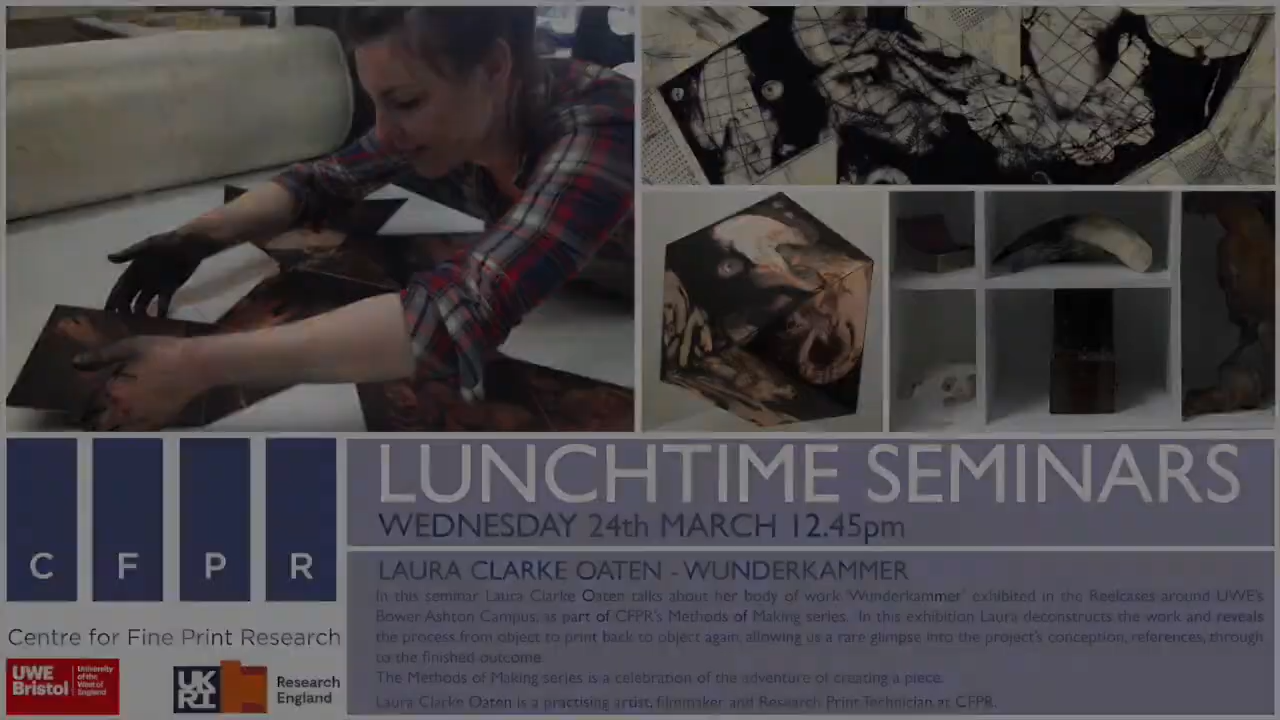 LUNCHTIME SEMINARS
WEDNESDAY 24th MARCH 12.45pm
LAURA CLARKE OATEN - WUNDERKAMMER
In this seminar Laura Clarke Oaten talks about her body of work 'Wunderkammer' exhibited in the Reelcases around UWE's
Bower Ashton Campus, as part of CFPR's Methods of Making series. In this exhibition Laura deconstructs the work and reveals
the process from object to print back to object again, allowing us a rare glimpse into the project's conception, references, through
to the finished outcome.
The Methods of Making series is a celebration of the adventure of creating a piece.
Laura Clarke Oaten is a practising artist, filmmaker and Research Print Technician at CFPR.
C F P R
Centre for Fine Print Research
UWE
Bristol
University
of the
West of
England
UK
RI
Research
England